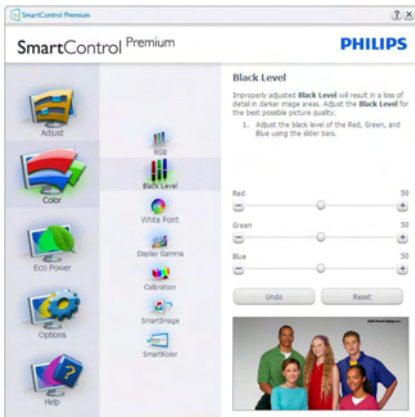 SmartControl Premium
SmartControl Premium
PHILIPS
Adjust
Color
Eco Power
Options
Help
RGB
Black Level
White Point
Display Gamma
Calibration
SmartImage
SmartKolor
Black Level
Improperly adjusted Black Level will result in a loss of
detail in darker image areas. Adjust the Black Level for
the best possible picture quality.
1. Adjust the black level of the Red, Green, and
Blue using the slider bars.
Red 50
Green 50
Blue 50
Undo Reset